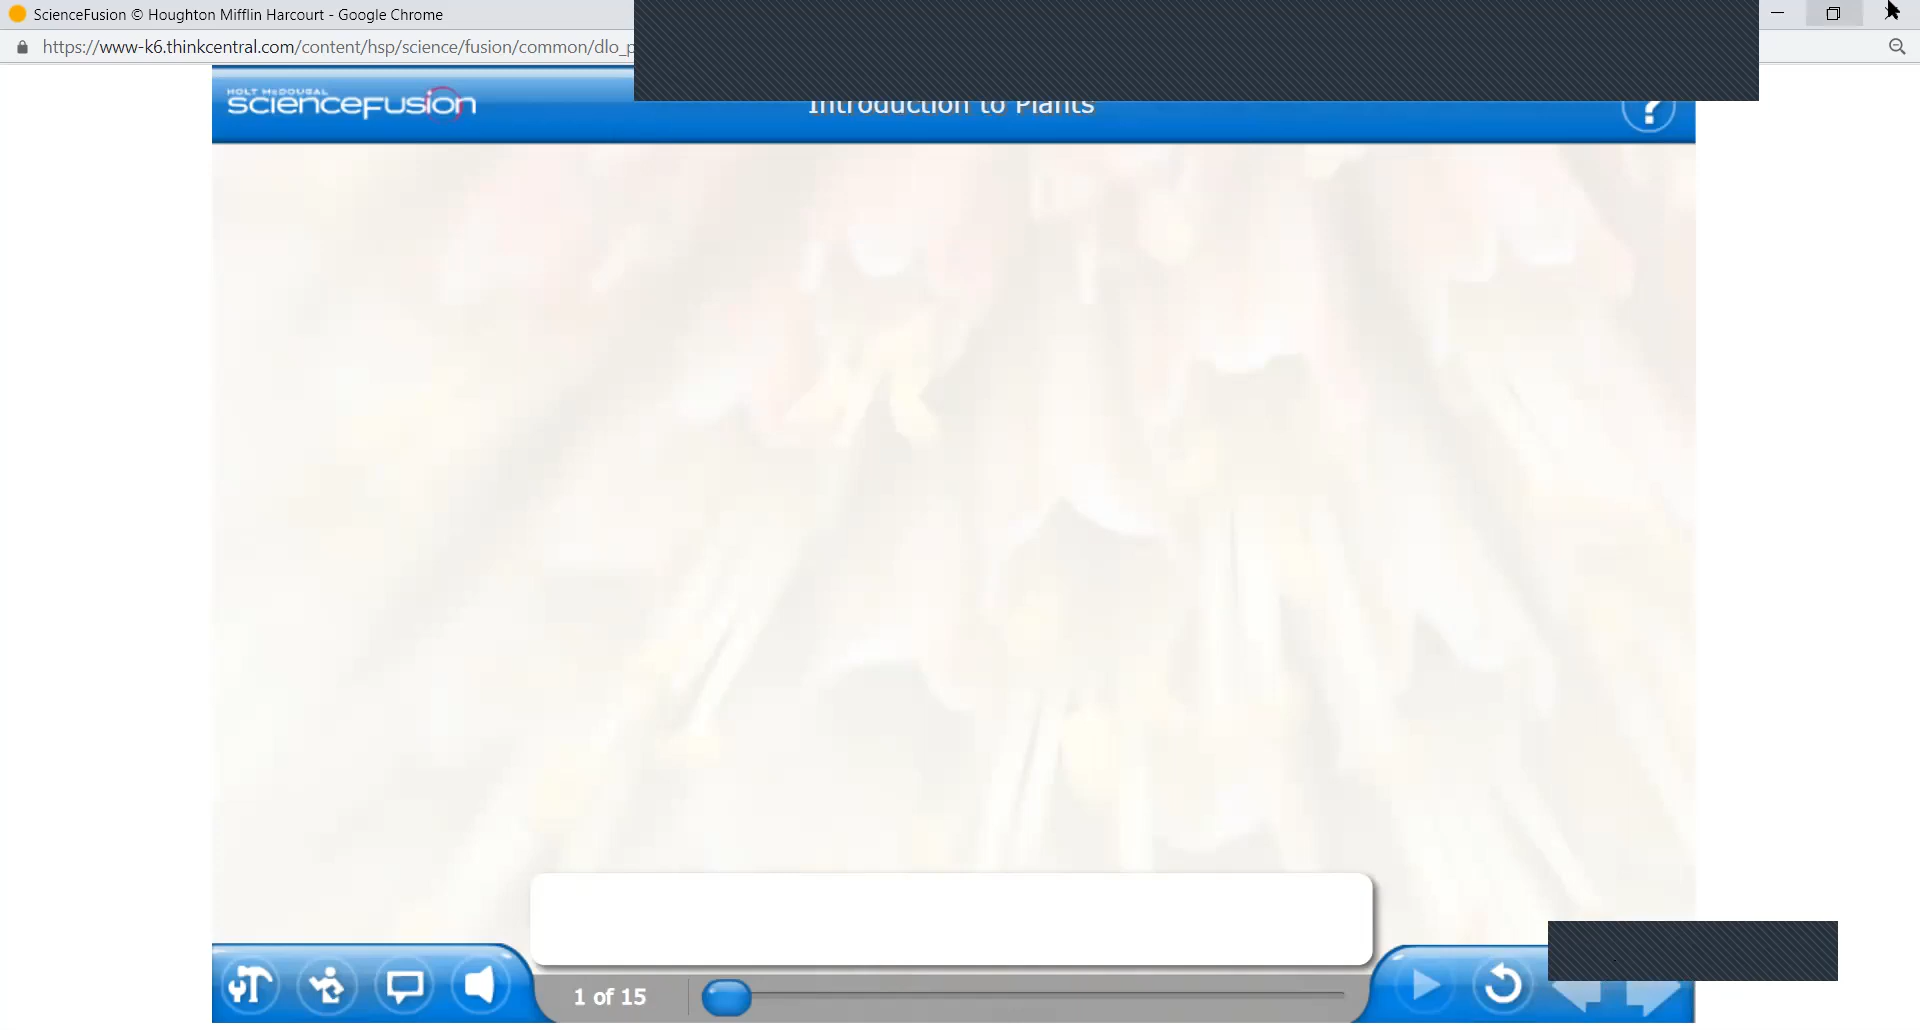 ScienceFusion © Houghton Mifflin Harcourt - Google Chrome
https://www-k6.thinkcentral.com/content/hsp/science/fusion/common/dlo_p
HOLT McDOUGAL
scienceFusion
Introduction to Plants
?
1 of 15